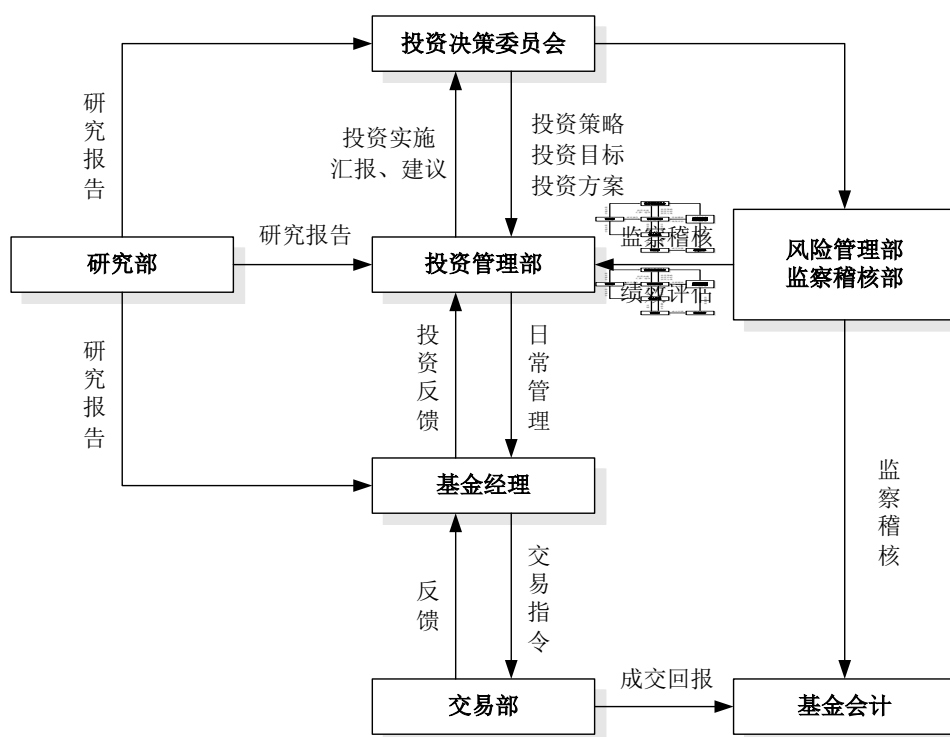 投资决策委员会
研究报告
投资实施
汇报、建议
投资策略
投资目标
投资方案
研究报告
监察稽核
研究部
投资管理部
风险管理部
监察稽核部
绩效评估
研究报告
投资反馈
日常管理
基金经理
监察稽核
反馈
交易指令
成交回报
交易部
基金会计